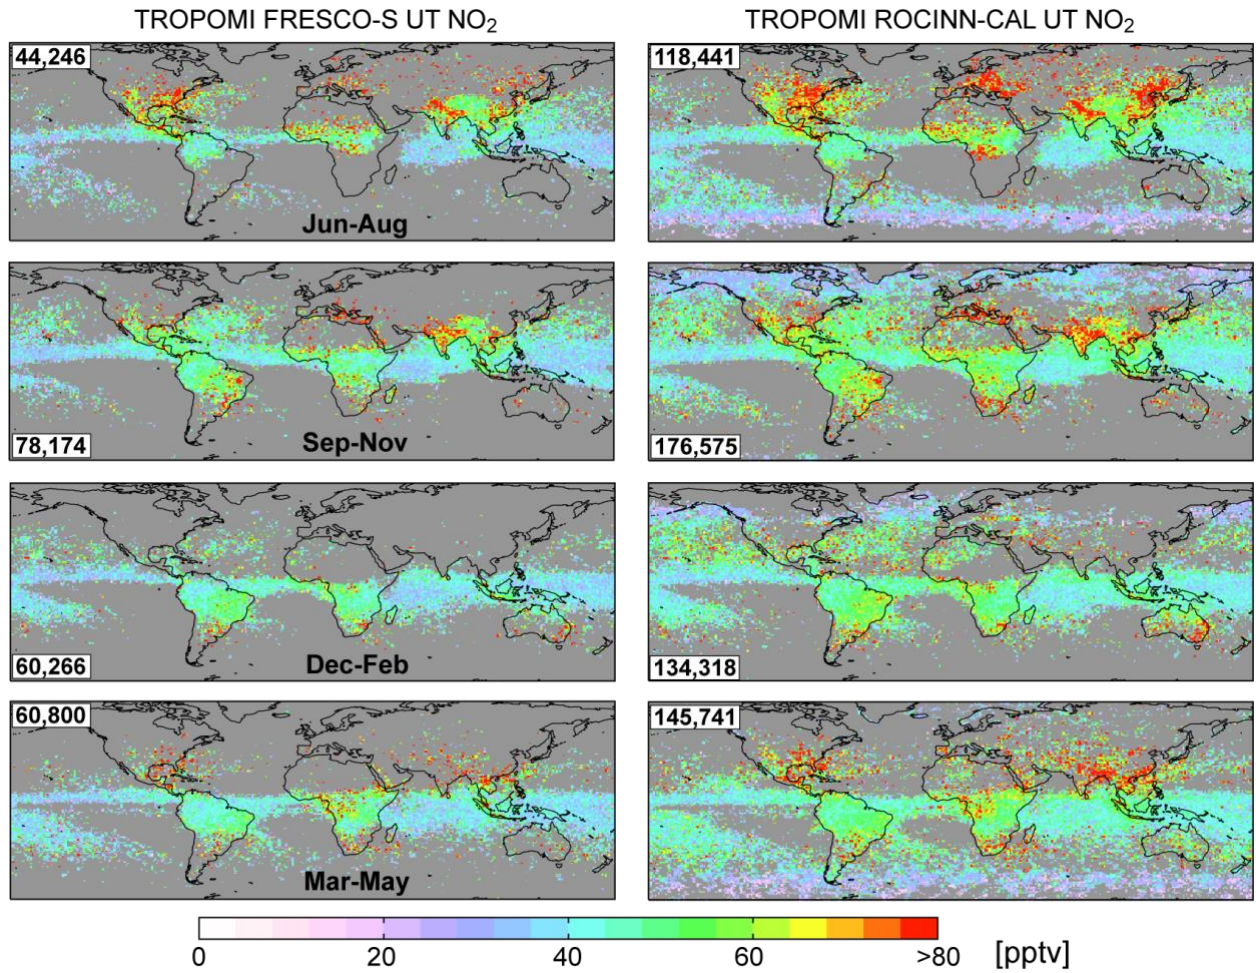 TROPOMI FRESCO-S UT NO₂
TROPOMI ROCINN-CAL UT NO₂
44,246
118,441
Jun-Aug
78,174
Sep-Nov
176,575
60,266
Dec-Feb
134,318
60,800
145,741
Mar-May
0 20 40 60 >80 [pptv]